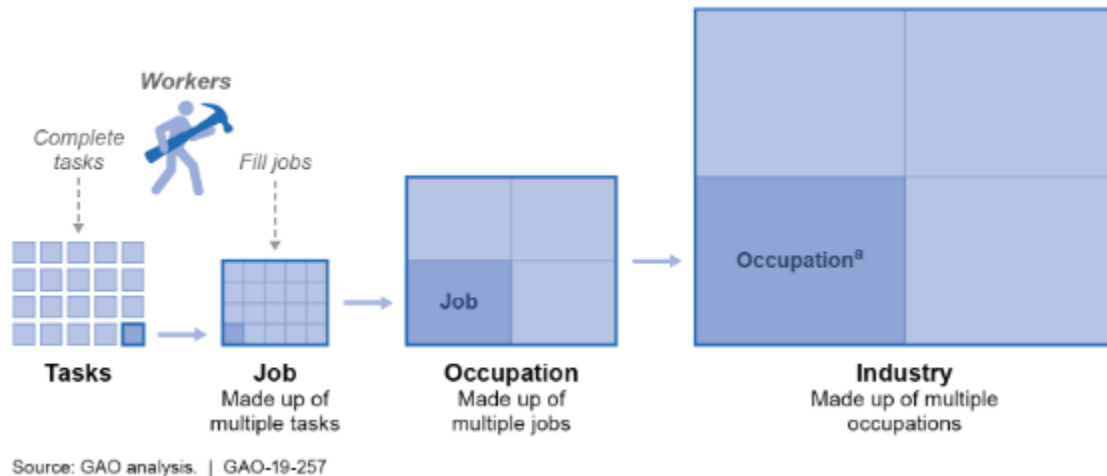 Workers
Complete
tasks
Fill jobs
Job
Occupationª
Tasks
Job
Made up of
multiple tasks
Occupation
Made up of
multiple jobs
Industry
Made up of multiple
occupations
Source: GAO analysis. | GAO-19-257